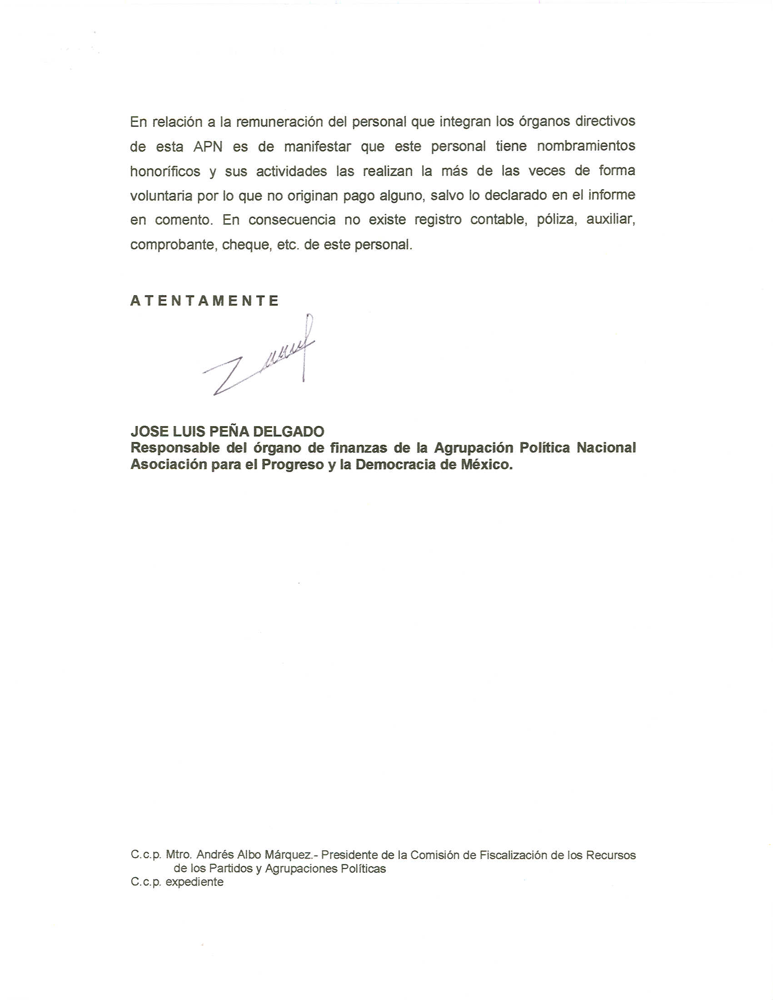 En relación a la remuneración del personal que integran los órganos directivos
de esta APN es de manifestar que este personal tiene nombramientos
honoríficos y sus actividades las realizan la más de las veces de forma
voluntaria por lo que no originan pago alguno, salvo lo declarado en el informe
en comento. En consecuencia no existe registro contable, póliza, auxiliar,
comprobante, cheque, etc. de este personal.
A T E N T A M E N T E
JOSE LUIS PEÑA DELGADO
Responsable del órgano de finanzas de la Agrupación Política Nacional
Asociación para el Progreso y la Democracia de México.
C.c.p. Mtro. Andrés Albo Márquez.- Presidente de la Comisión de Fiscalización de los Recursos
de los Partidos y Agrupaciones Políticas
C.c.p. expediente